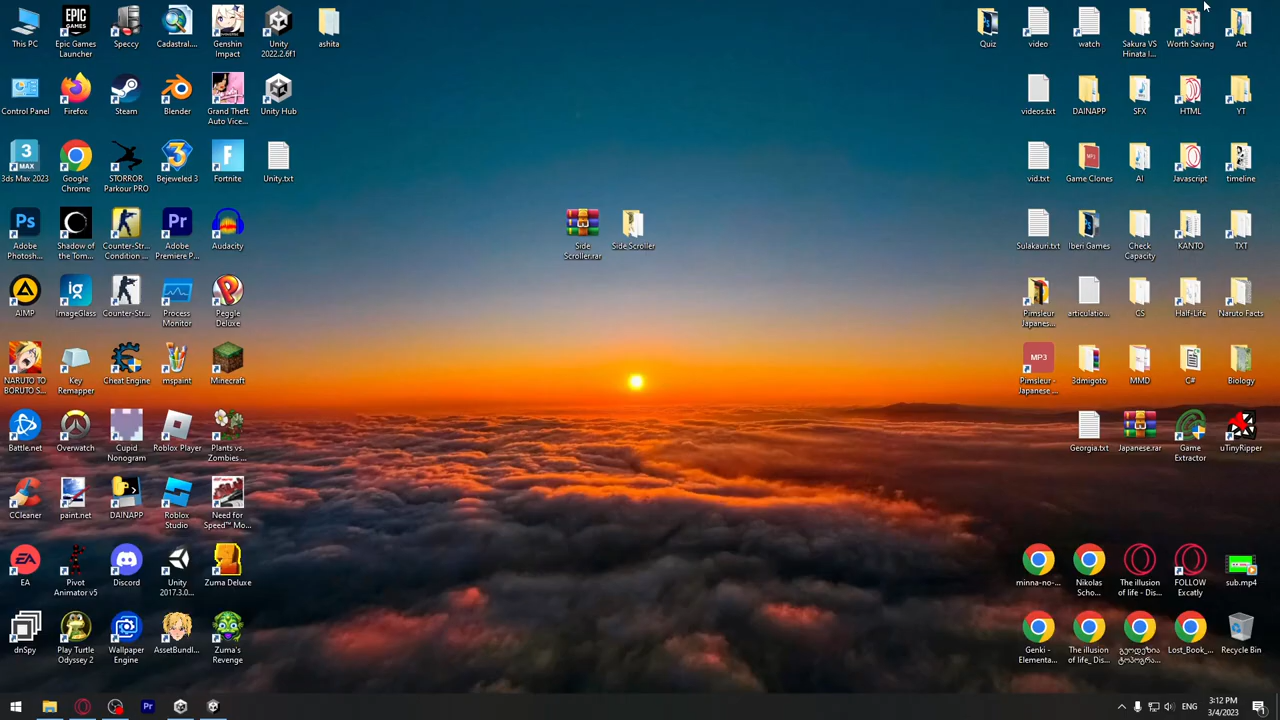 This PC
Epic Games
Launcher
Speccy
Cadastral....
Genshin
Impact
Unity
2022.2.6f1
ashita
Quiz
video
watch
Sakura VS
Hinata I...
Worth Saving
Art
Control Panel
Firefox
Steam
Blender
Grand Theft
Auto Vice...
Unity Hub
videos.txt
DAINAPP
SFX
HTML
YT
3ds Max 2023
Google
Chrome
STORROR
Parkour PRO
Bejeweled 3
Fortnite
Unity.txt
vid.txt
Game Clones
AI
Javascript
timeline
Adobe
Photosh...
Shadow of
the Tom...
Counter-Str...
Condition ...
Adobe
Premiere P...
Audacity
Side
Scroller.rar
Side Scroller
Sulakauri.txt
Iberi Games
Check
Capacity
KANTO
TXT
AIMP
ImageGlass
Counter-Str...
Process
Monitor
Peggle
Deluxe
Pimsleur
Japanes...
articulatio...
CS
Half-Life
Naruto Facts
NARUTO TO
BORUTO S...
Key
Remapper
Cheat Engine
mspaint
Minecraft
MP3
Pimsleur -
Japanese ...
3dmigoto
MMD
C#
Biology
Battle.net
Overwatch
Cupid
Nonogram
Roblox Player
Plants vs.
Zombies ...
Georgia.txt
Japanese.rar
Game
Extractor
uTinyRipper
CCleaner
paint.net
DAINAPP
Roblox
Studio
Need for
Speed™ Mo...
EA
Pivot
Animator v5
Discord
Unity
2017.3.0...
Zuma Deluxe
minna-no-...
Nikolas
Scho...
The illusion
of life - Dis...
FOLLOW
Excatly
sub.mp4
dnSpy
Play Turtle
Odyssey 2
Wallpaper
Engine
AssetBundl...
Zuma's
Revenge
Genki -
Elementa...
The illusion
of life_ Dis...
გეოდეზია
ტოპოგრა...
Lost_Book_...
Recycle Bin
ENG
3:12 PM
3/4/2023